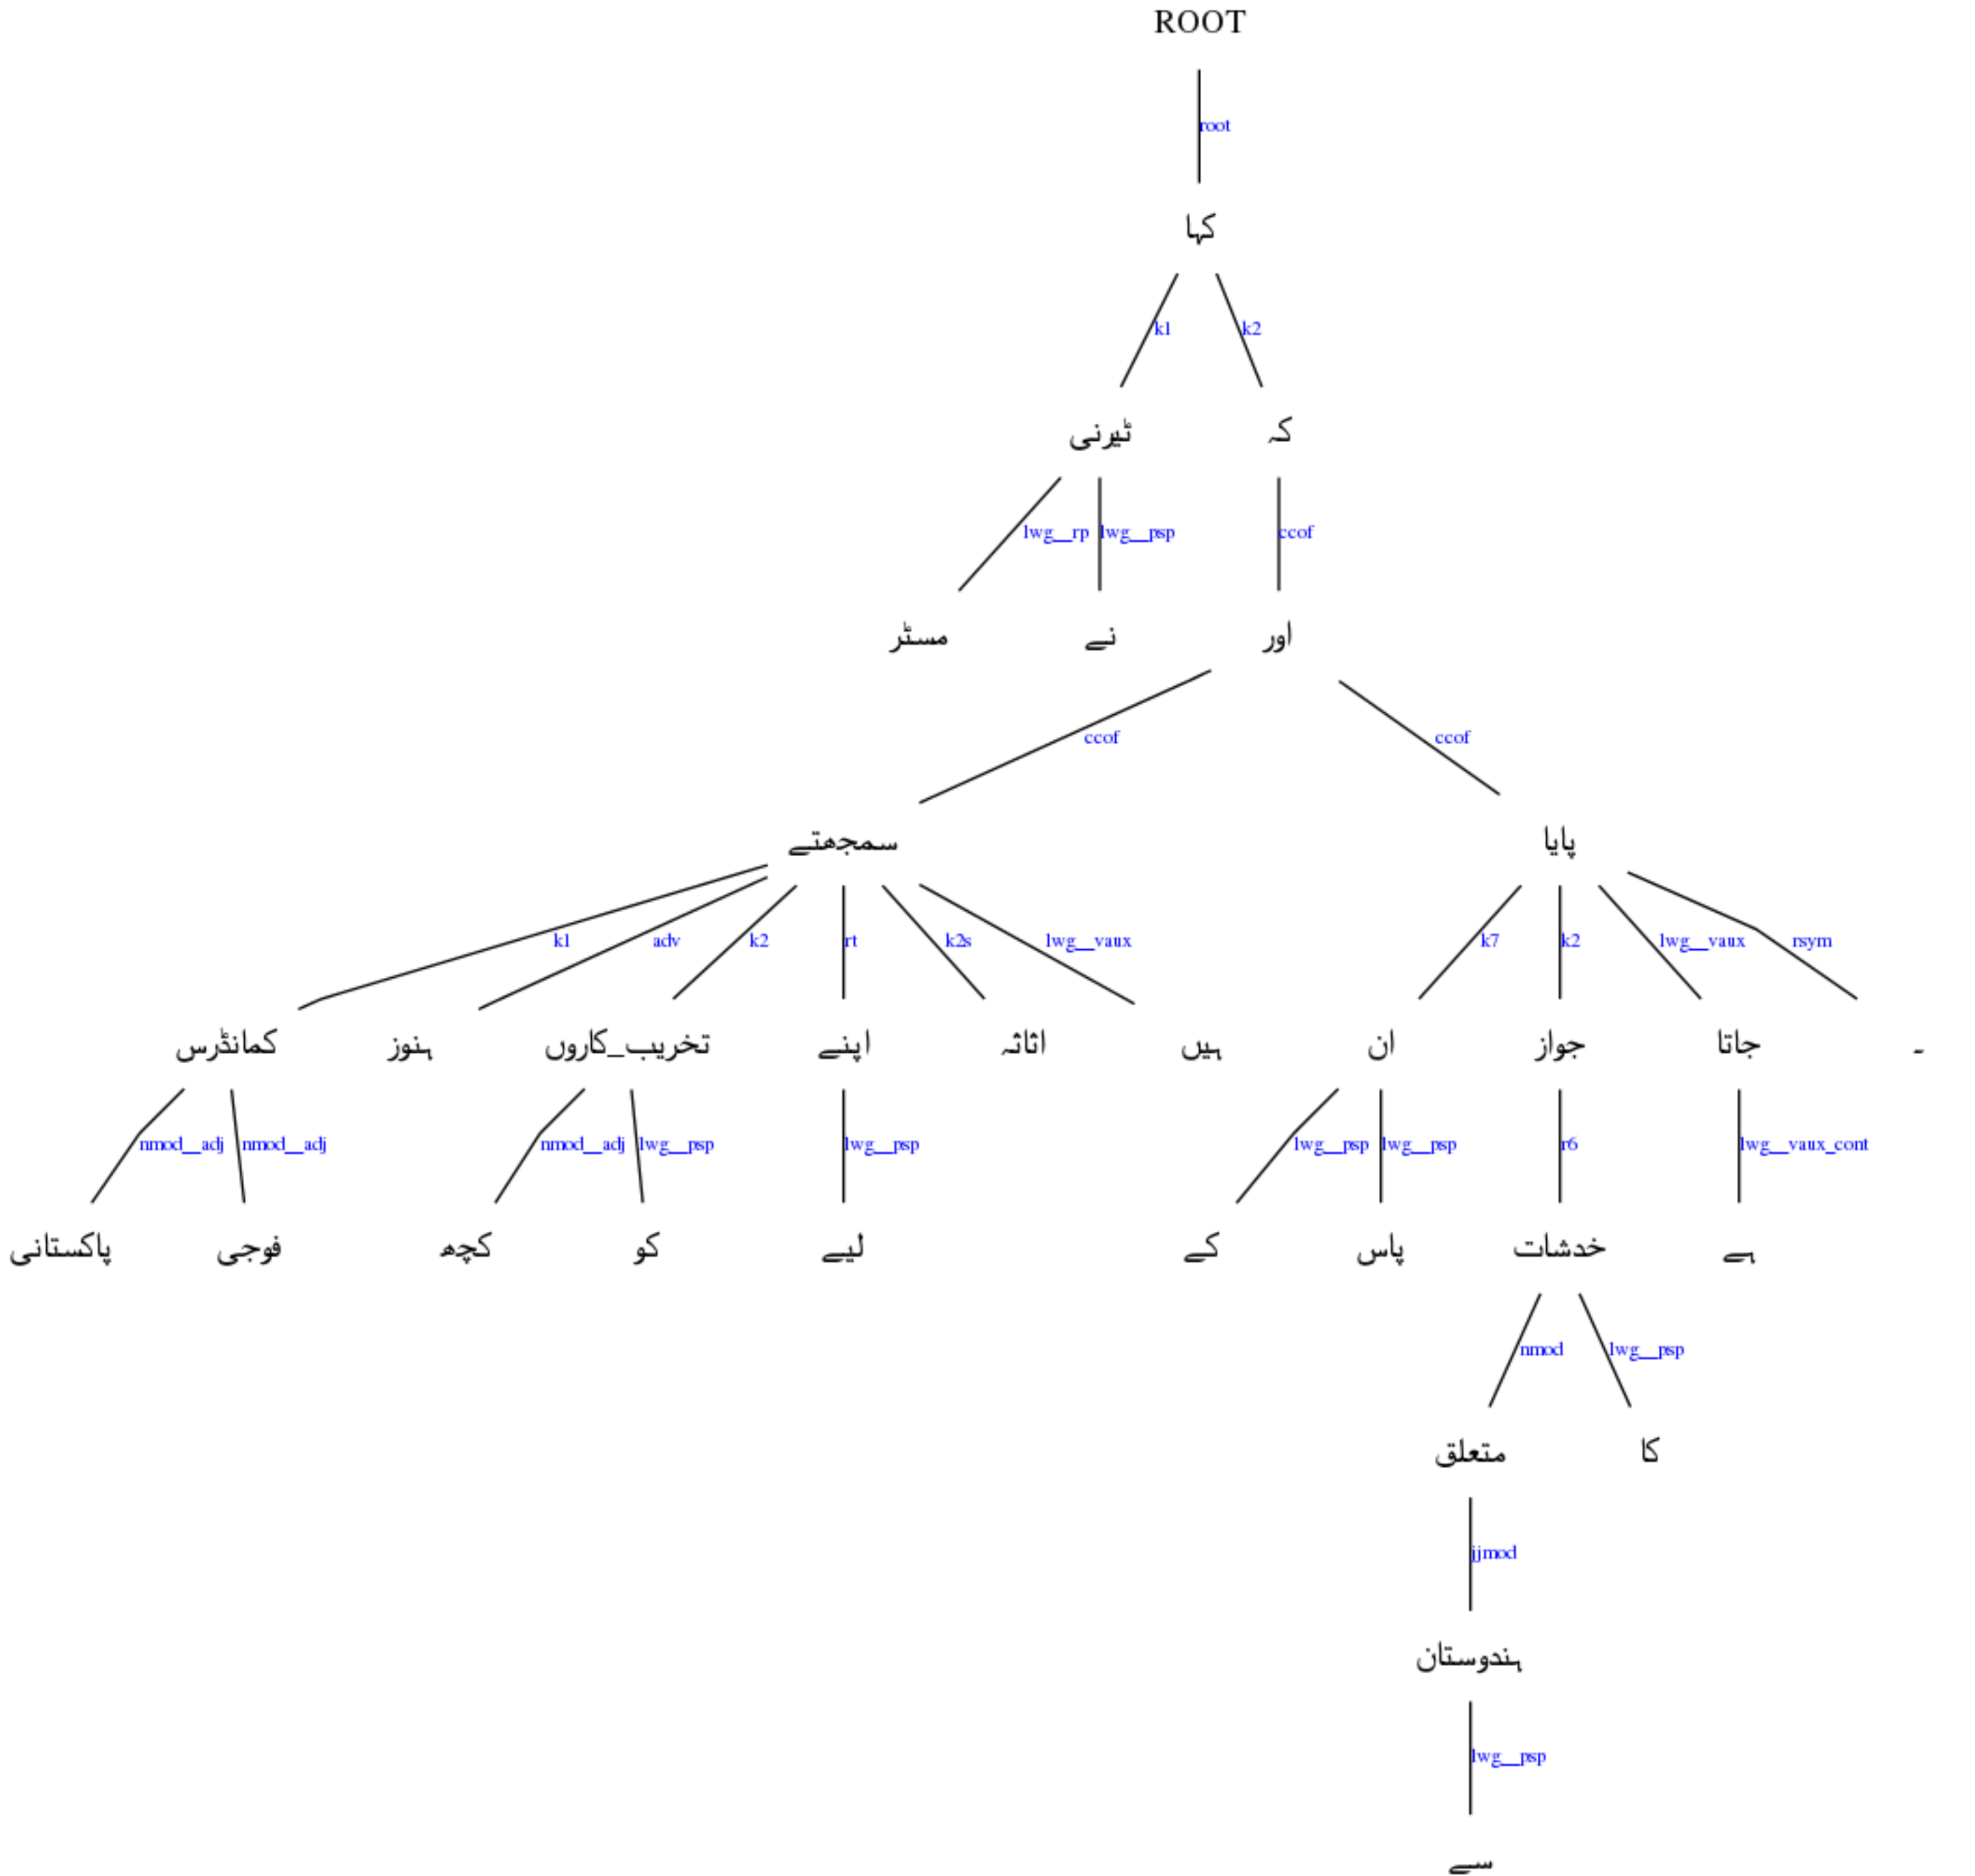 ROOT
root
کہا
k1 k2
ٹیرنی کہ
lwg__rp lwg__psp ccof
مسٹر نے اور
ccof ccof
سمجھتے پایا
k1 adv k2 rt k2s lwg__vaux k7 k2 lwg__vaux rsym
کمانڈرس ہنوز تخریب_کاروں اپنے اثاثہ ہیں ان جواز جاتا ۔
nmod__adj nmod__adj nmod__adj lwg__psp lwg__psp lwg__psp lwg__psp r6 lwg__vaux_cont
پاکستانی فوجی کچھ کو لیے کے پاس خدشات ہے
nmod lwg__psp
متعلق کا
jjmod
ہندوستان
lwg__psp
سے